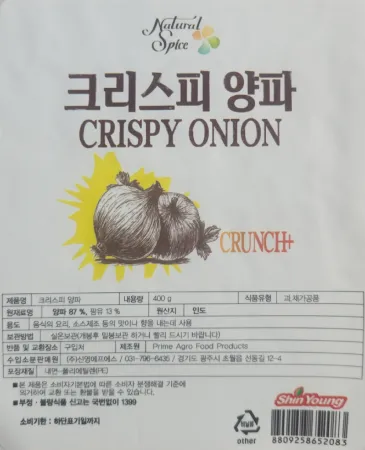 Natural
Spice
크리스피 양파
CRISPY ONION
CRUNCH+
제품명 크리스피 양파 내용량 400 g 식품유형 과.채가공품
원재료명 양파 87 %, 팜유 13 % 원산지 인도
용도 음식의 요리, 소스제조 등의 맛이나 향을 내는데 사용
보관방법 실온보관(개봉후 밀봉보관 하거나 빨리 드시기 바랍니다)
반품 및 교환장소 구입처 제조원 Prime Agro Food Products
수입소분판매원 (주)신영에프에스 / 031-796-6435 / 경기도 광주시 초월읍 선동길 12-4
포장재질 내면-폴리에틸렌(PE)
■ 본 제품은 소비자기본법에 따른 소비자 분쟁해결 기준에
의거하여 교환 또는 환불을 받을 수 있습니다.
■ 부정·불량식품 신고는 국번없이 1399
소비기한 : 하단표기일까지
비닐류
other
Shin Young
8809258652083